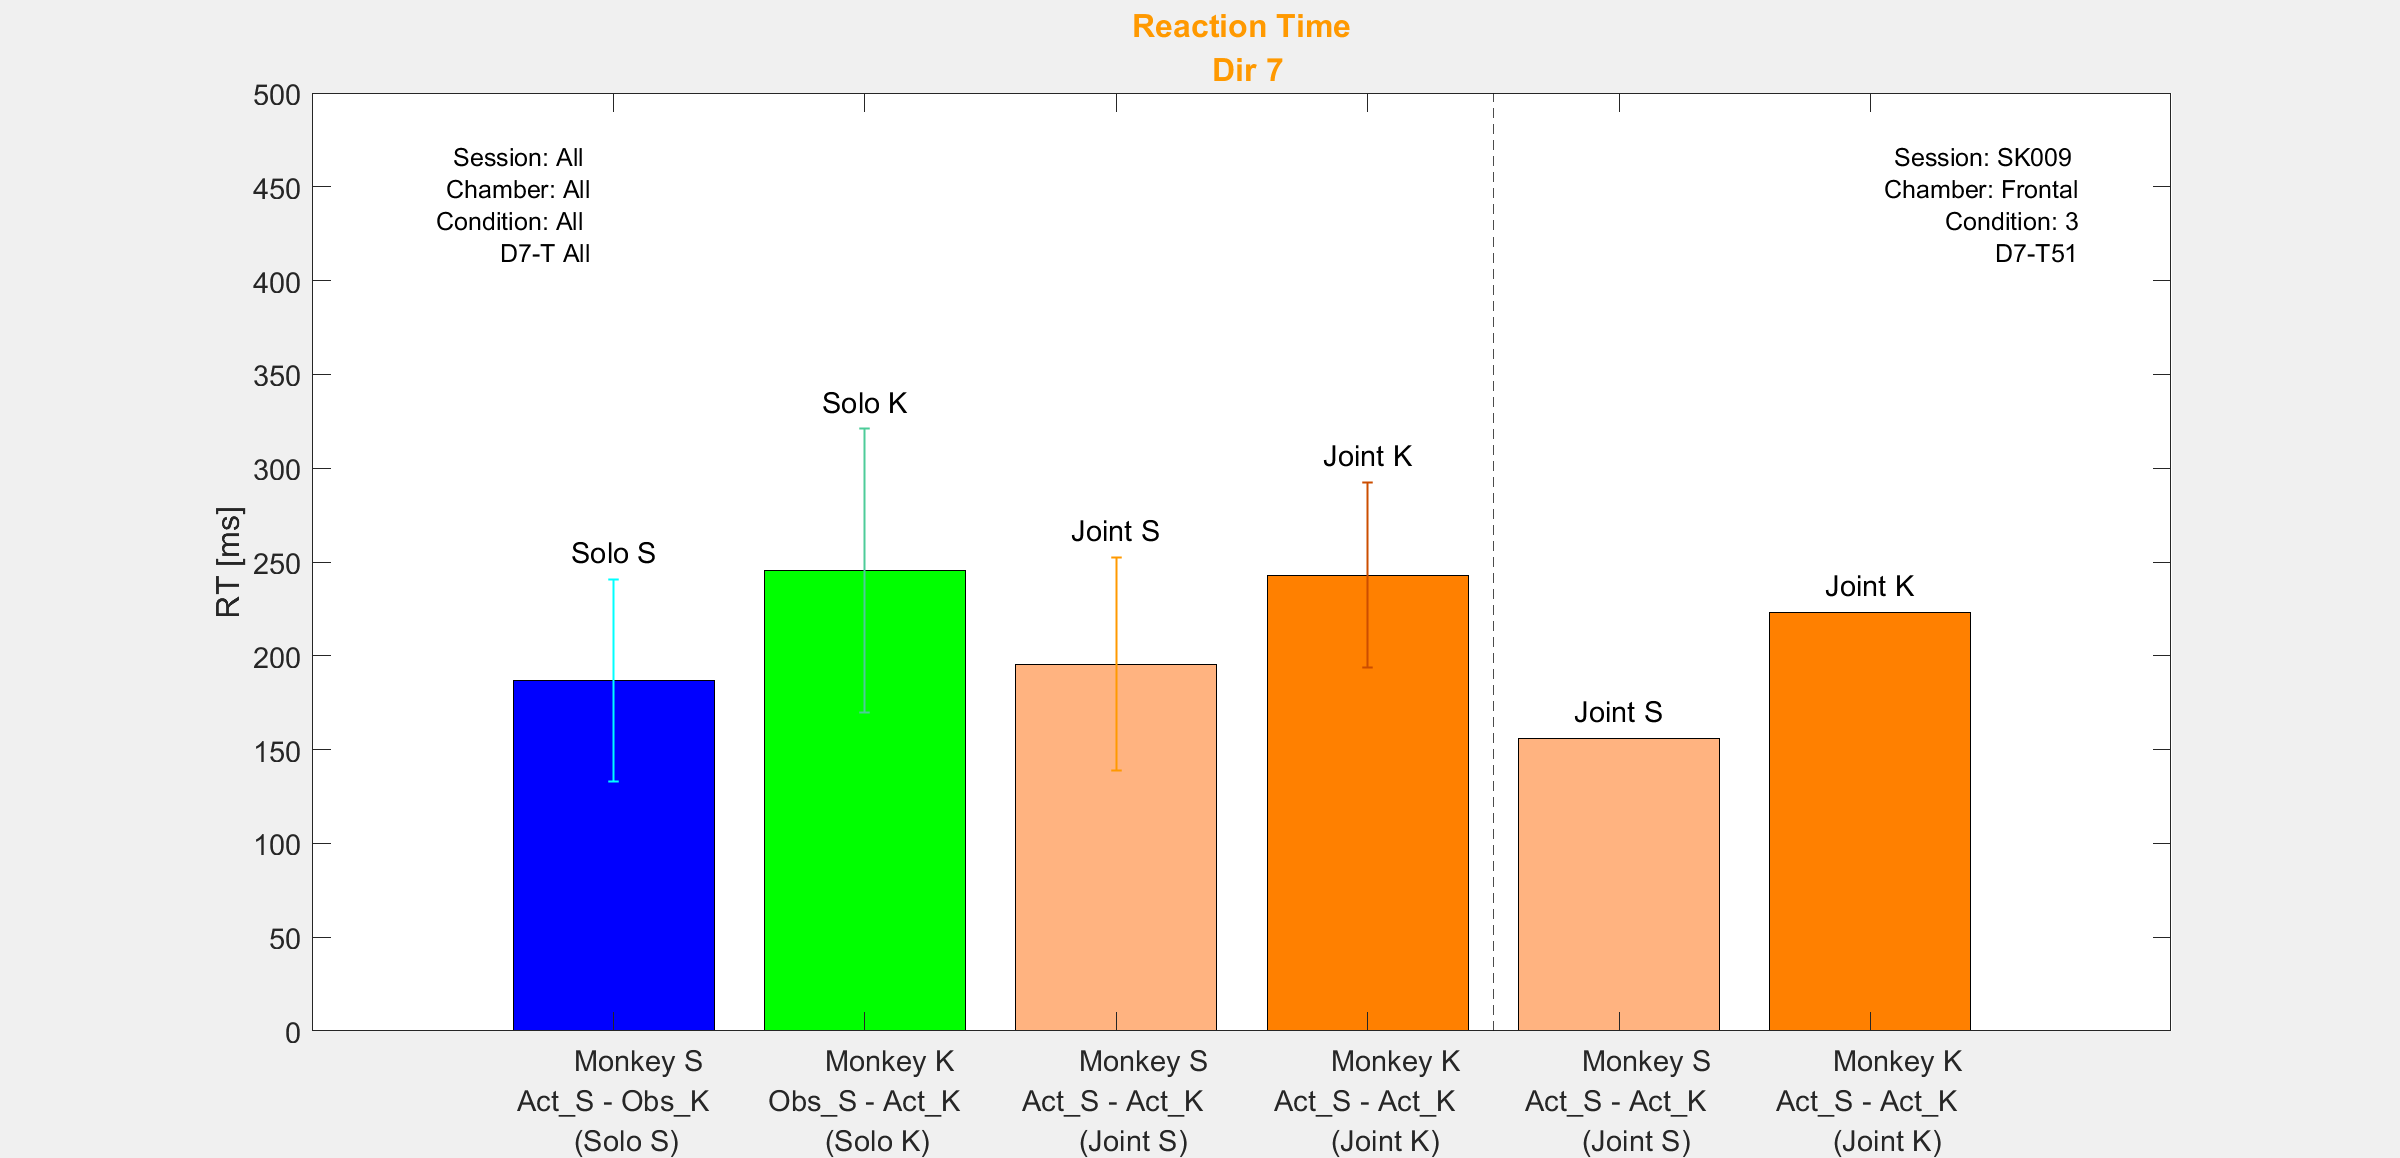 Reaction Time
Dir 7
500
450
400
350
300
250
200
150
100
50
0
RT [ms]
Session: All
Chamber: All
Condition: All
D7-T All
Session: SK009
Chamber: Frontal
Condition: 3
D7-T51
Solo S
Solo K
Joint S
Joint K
Joint S
Joint K
Monkey S
Act_S - Obs_K
(Solo S)
Monkey K
Obs_S - Act_K
(Solo K)
Monkey S
Act_S - Act_K
(Joint S)
Monkey K
Act_S - Act_K
(Joint K)
Monkey S
Act_S - Act_K
(Joint S)
Monkey K
Act_S - Act_K
(Joint K)